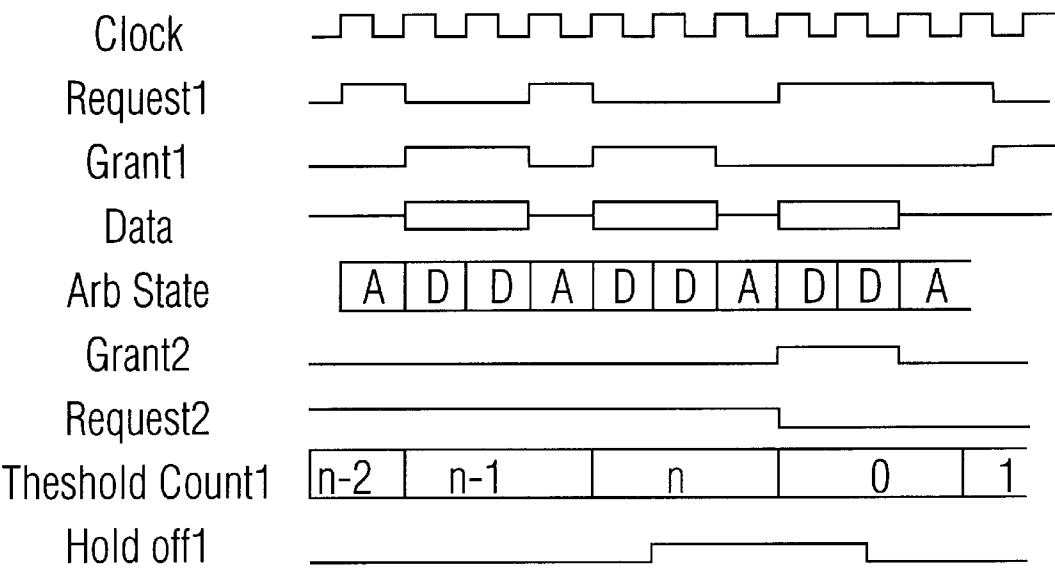 Clock
Request1
Grant1
Data
Arb State A D D A D D A D D A
Grant2
Request2
Theshold Count1 n-2 n-1 n 0 1
Hold off1